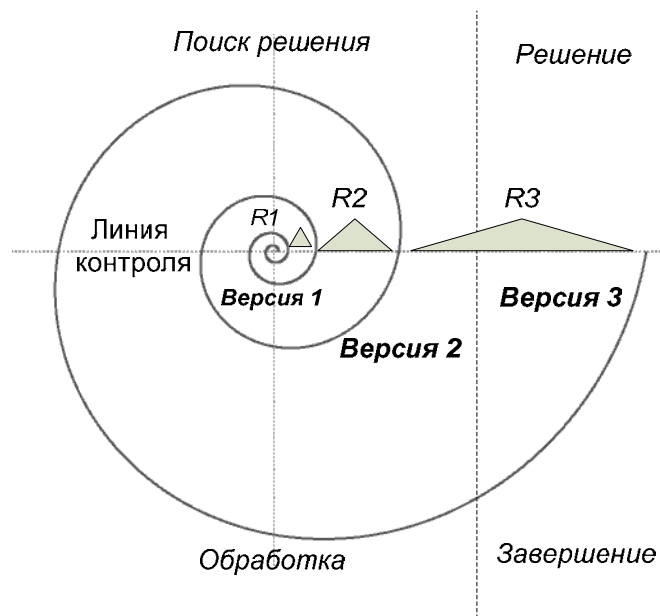 Поиск решения
Решение
R1
R2
R3
Линия
контроля
Версия 1
Версия 2
Версия 3
Обработка
Завершение